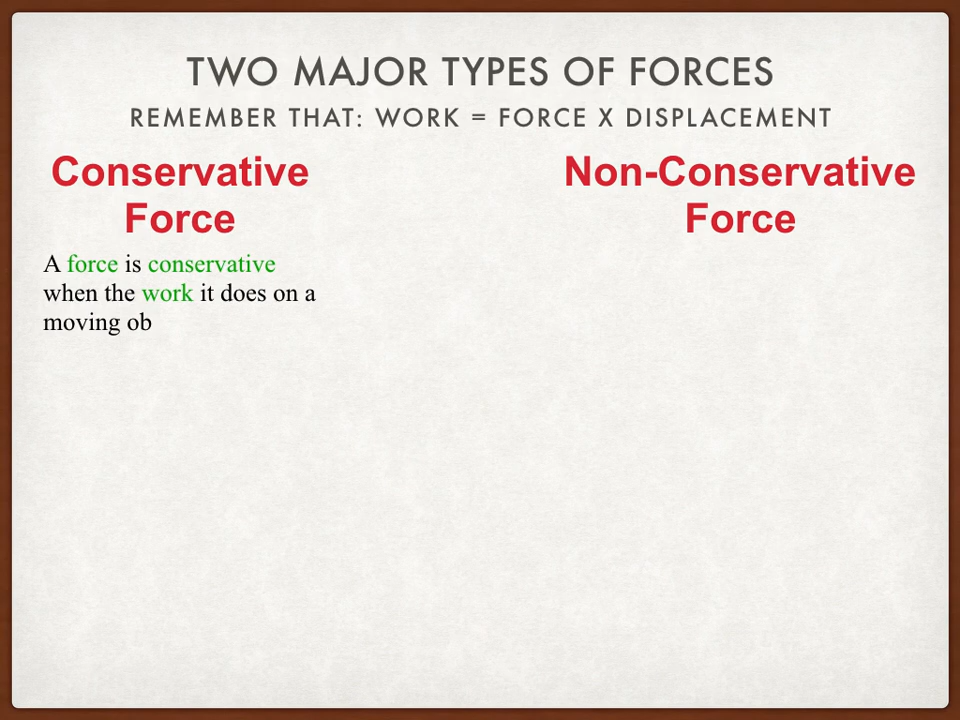 TWO MAJOR TYPES OF FORCES
REMEMBER THAT: WORK = FORCE X DISPLACEMENT
Conservative
Force
A force is conservative
when the work it does on a
moving ob
Non-Conservative
Force